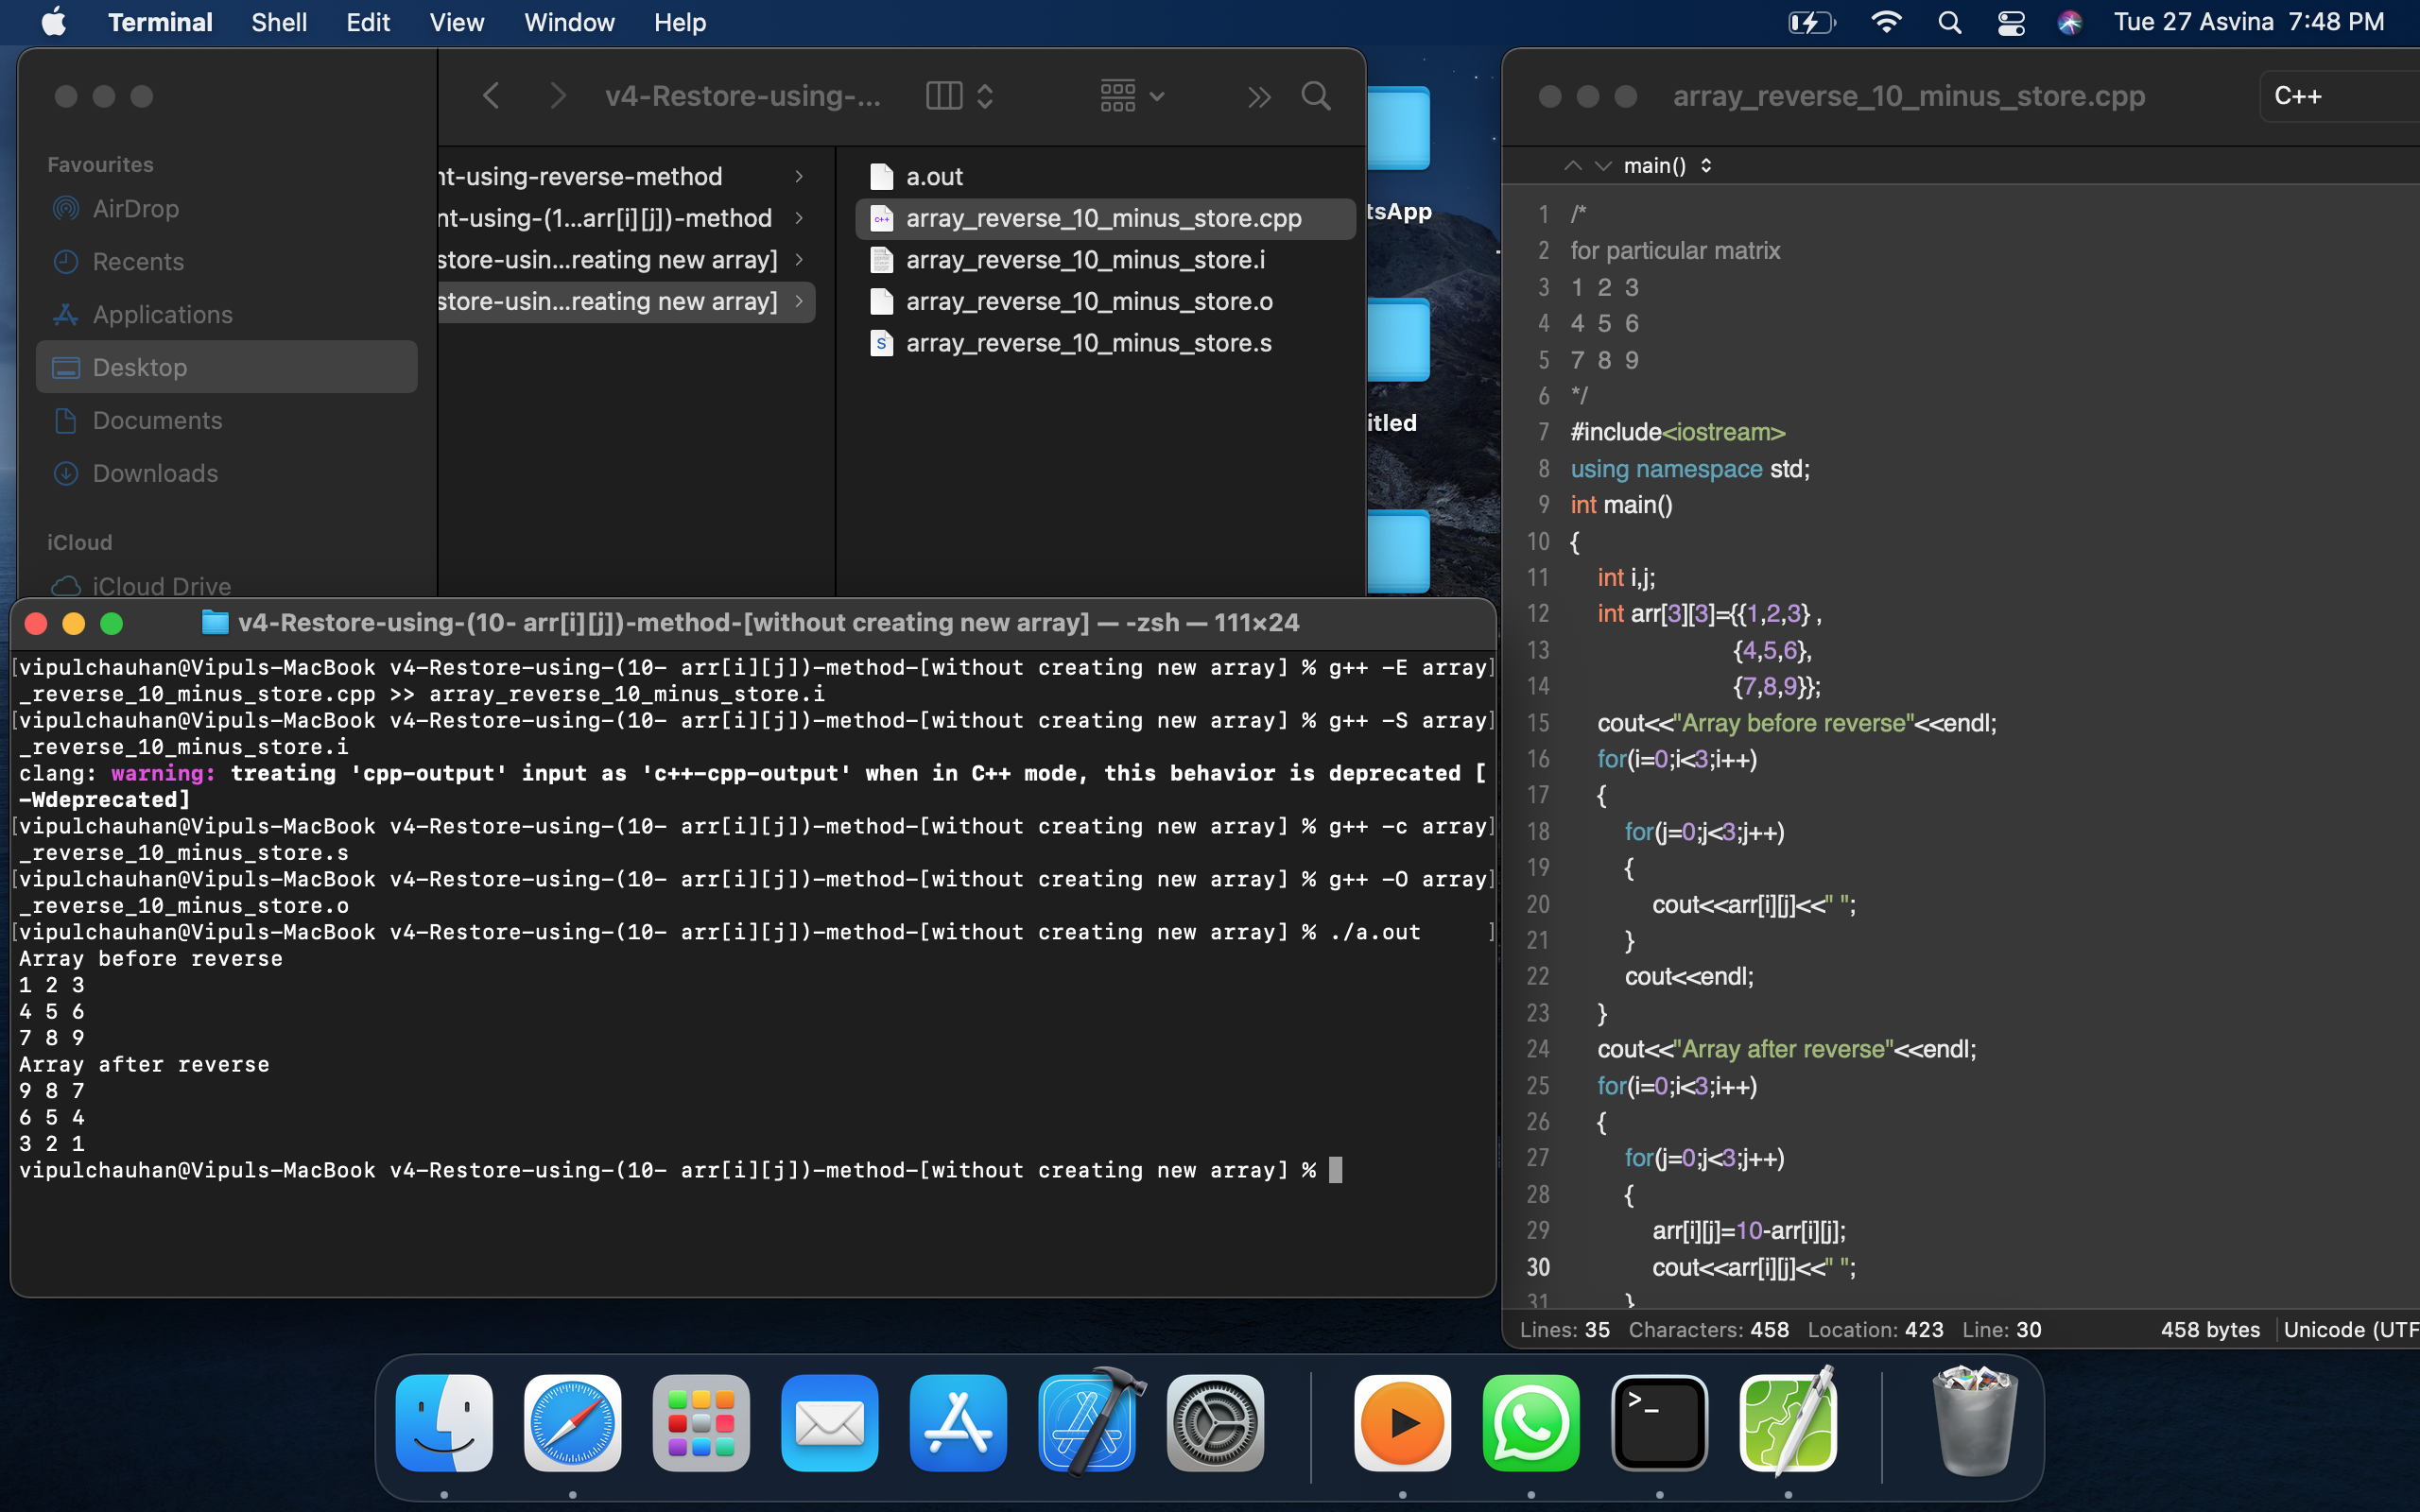 Terminal Shell Edit View Window Help Tue 27 Asvina 7:48 PM
v4-Restore-using-...
Favourites
AirDrop
Recents
Applications
Desktop
Documents
Downloads
iCloud
iCloud Drive
nt-using-reverse-method
nt-using-(1...arr[i][j])-method
store-usin...reating new array]
store-usin...reating new array]
a.out
array_reverse_10_minus_store.cpp
array_reverse_10_minus_store.i
array_reverse_10_minus_store.o
array_reverse_10_minus_store.s
tsApp
itled
v4-Restore-using-(10- arr[i][j])-method-[without creating new array] — -zsh — 111×24
[vipulchauhan@Vipuls-MacBook v4-Restore-using-(10- arr[i][j])-method-[without creating new array] % g++ -E array]
_reverse_10_minus_store.cpp >> array_reverse_10_minus_store.i
[vipulchauhan@Vipuls-MacBook v4-Restore-using-(10- arr[i][j])-method-[without creating new array] % g++ -S array]
_reverse_10_minus_store.i
clang: warning: treating 'cpp-output' input as 'c++-cpp-output' when in C++ mode, this behavior is deprecated [
-Wdeprecated]
[vipulchauhan@Vipuls-MacBook v4-Restore-using-(10- arr[i][j])-method-[without creating new array] % g++ -c array]
_reverse_10_minus_store.s
[vipulchauhan@Vipuls-MacBook v4-Restore-using-(10- arr[i][j])-method-[without creating new array] % g++ -O array]
_reverse_10_minus_store.o
[vipulchauhan@Vipuls-MacBook v4-Restore-using-(10- arr[i][j])-method-[without creating new array] % ./a.out ]
Array before reverse
1 2 3
4 5 6
7 8 9
Array after reverse
9 8 7
6 5 4
3 2 1
vipulchauhan@Vipuls-MacBook v4-Restore-using-(10- arr[i][j])-method-[without creating new array] %
array_reverse_10_minus_store.cpp C++
main()
1 /*
2 for particular matrix
3 1 2 3
4 4 5 6
5 7 8 9
6 */
7 #include<iostream>
8 using namespace std;
9 int main()
10 {
11 int i,j;
12 int arr[3][3]={{1,2,3} ,
13 {4,5,6},
14 {7,8,9}};
15 cout<<"Array before reverse"<<endl;
16 for(i=0;i<3;i++)
17 {
18 for(j=0;j<3;j++)
19 {
20 cout<<arr[i][j]<<" ";
21 }
22 cout<<endl;
23 }
24 cout<<"Array after reverse"<<endl;
25 for(i=0;i<3;i++)
26 {
27 for(j=0;j<3;j++)
28 {
29 arr[i][j]=10-arr[i][j];
30 cout<<arr[i][j]<<" ";
31 }
Lines: 35 Characters: 458 Location: 423 Line: 30 458 bytes Unicode (UTF